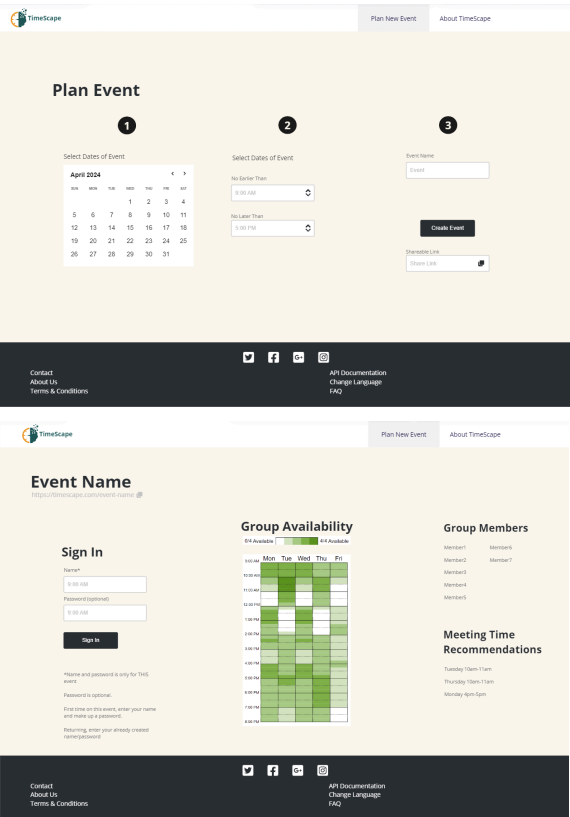 TimeScape
Plan New Event
About TimeScape
Plan Event
1
2
3
Select Dates of Event
April 2024
‹ ›
SUN MON TUE WED THU FRI SAT
1 2 3 4
5 6 7 8 9 10 11
12 13 14 15 16 17 18
19 20 21 22 23 24 25
26 27 28 29 30 31
Select Dates of Event
No Earlier Than
9:00 AM
No Later Than
5:00 PM
Event Name
Event
Create Event
Shareable Link
Share Link
Contact
About Us
Terms & Conditions
API Documentation
Change Language
FAQ
TimeScape
Plan New Event
About TimeScape
Event Name
https://timescape.com/event-name
Sign In
Name*
9:00 AM
Password (optional)
9:00 AM
Sign In
*Name and password is only for THIS
event
Password is optional.
First time on this event, enter your name
and make up a password
Returning, enter your already created
name/password
Group Availability
0/4 Available
4/4 Available
Mon Tue Wed Thu Fri
9:00 AM
10:00 AM
11:00 AM
12:00 PM
1:00 PM
2:00 PM
3:00 PM
4:00 PM
5:00 PM
6:00 PM
7:00 PM
8:00 PM
Group Members
Member1 Member6
Member2 Member7
Member3
Member4
Member5
Meeting Time
Recommendations
Tuesday 10am-11am
Thursday 10am-11am
Monday 4pm-5pm
Contact
About Us
Terms & Conditions
API Documentation
Change Language
FAQ